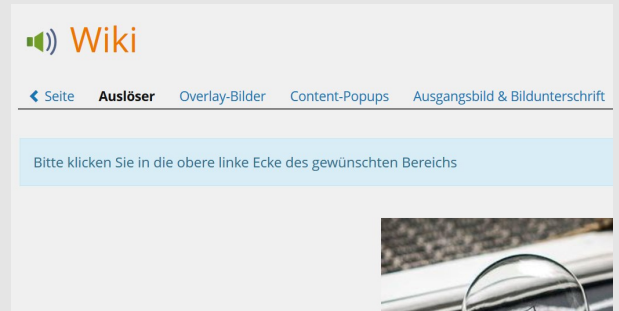 Wiki
Seite Auslöser Overlay-Bilder Content-Popups Ausgangsbild & Bildunterschrift
Bitte klicken Sie in die obere linke Ecke des gewünschten Bereichs